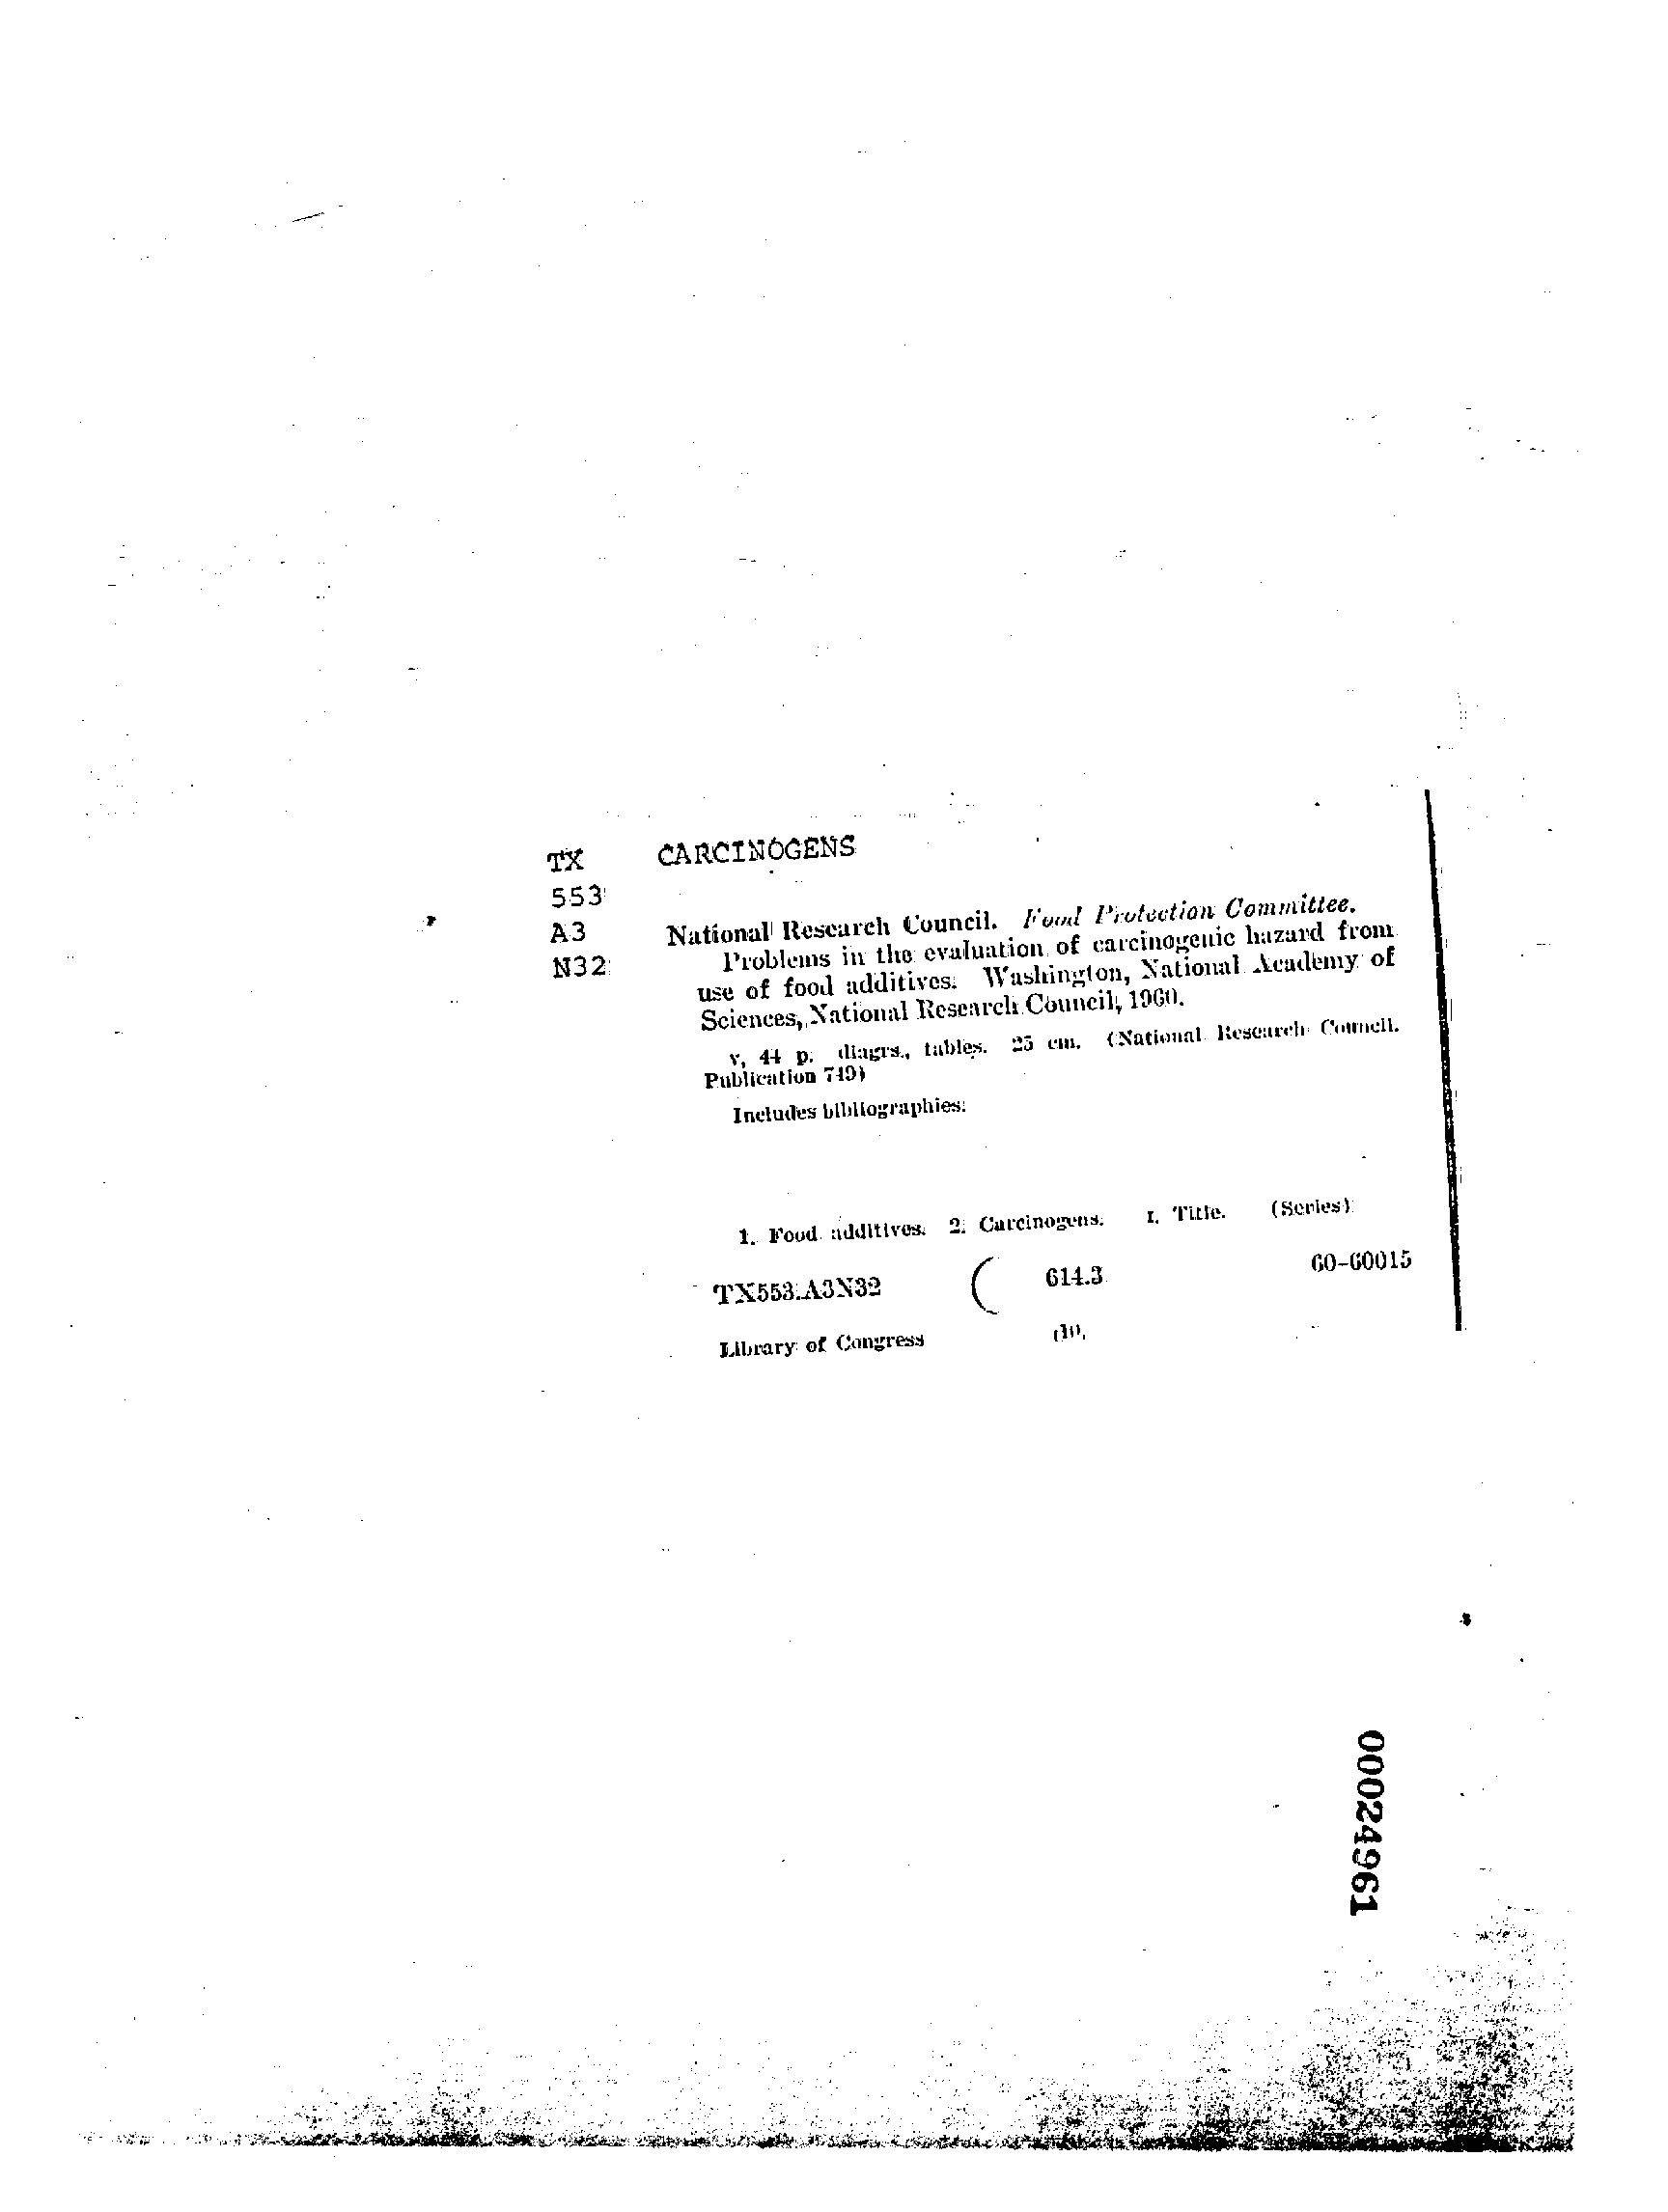 TX CARCINOGENS
553
A3 National Research Council. Food Protection Committee.
N32 Problems in the evaluation of carcinogenic hazard from
use of food additives. Washington, National Academy of
Sciences, National Research Council, 1960.
v, 44 p. diagrs., tables. 25 cm. (National Research Council.
Publication 749)
Includes bibliographies.
1. Food additives. 2. Carcinogens. I. Title. (Series)
TX553.A3N32 ( 614.3 60-60015
Library of Congress
00024961